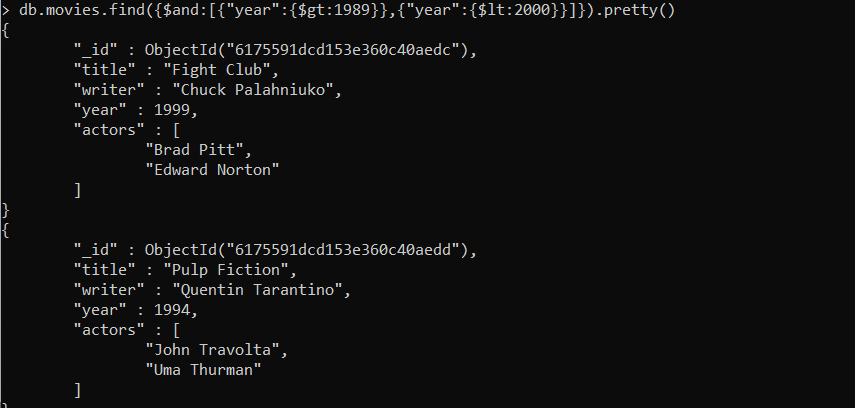 > db.movies.find({$and:[{"year":{$gt:1989}},{"year":{$lt:2000}}]}).pretty()
{
        "_id" : ObjectId("6175591dcd153e360c40aedc"),
        "title" : "Fight Club",
        "writer" : "Chuck Palahniuko",
        "year" : 1999,
        "actors" : [
                "Brad Pitt",
                "Edward Norton"
        ]
}
{
        "_id" : ObjectId("6175591dcd153e360c40aedd"),
        "title" : "Pulp Fiction",
        "writer" : "Quentin Tarantino",
        "year" : 1994,
        "actors" : [
                "John Travolta",
                "Uma Thurman"
        ]
}